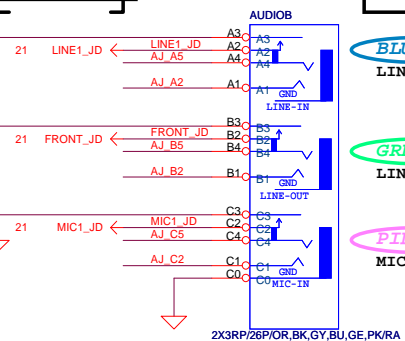 AUDIOB
A3 A3
21 LINE1_JD LINE1_JD A2 A2
AJ_A5 A4 A4
AJ_A2 A1 A1 GND
LINE-IN
B3 B3
21 FRONT_JD FRONT_JD B2 B2
AJ_B5 B4 B4
AJ_B2 B1 B1 GND
LINE-OUT
C3 C3
21 MIC1_JD MIC1_JD C2 C2
AJ_C5 C4 C4
AJ_C2 C1 C1 GND
C0 C0 MIC-IN
BLU
LIN
GRE
LIN
PIN
MIC
2X3RP/26P/OR,BK,GY,BU,GE,PK/RA